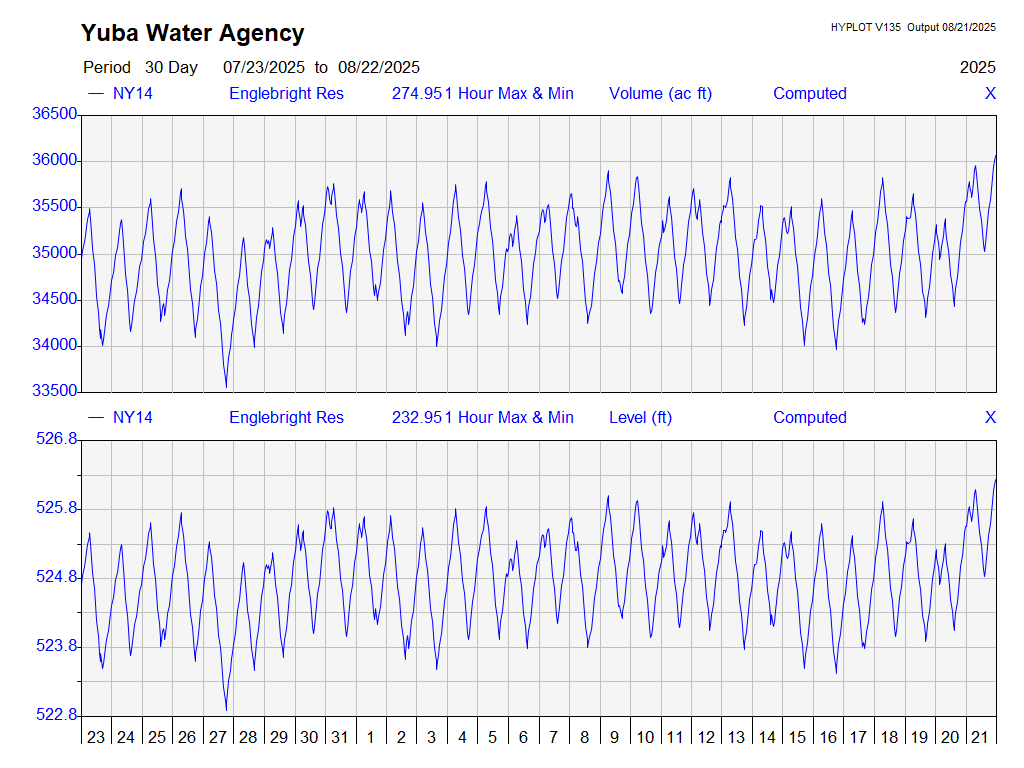 Yuba Water Agency
HYPLOT V135 Output 08/21/2025
Period 30 Day 07/23/2025 to 08/22/2025
2025
NY14 Englebright Res 274.951 Hour Max & Min Volume (ac ft) Computed X
36500
36000
35500
35000
34500
34000
33500
NY14 Englebright Res 232.951 Hour Max & Min Level (ft) Computed X
526.8
525.8
524.8
523.8
522.8
23 24 25 26 27 28 29 30 31 1 2 3 4 5 6 7 8 9 10 11 12 13 14 15 16 17 18 19 20 21